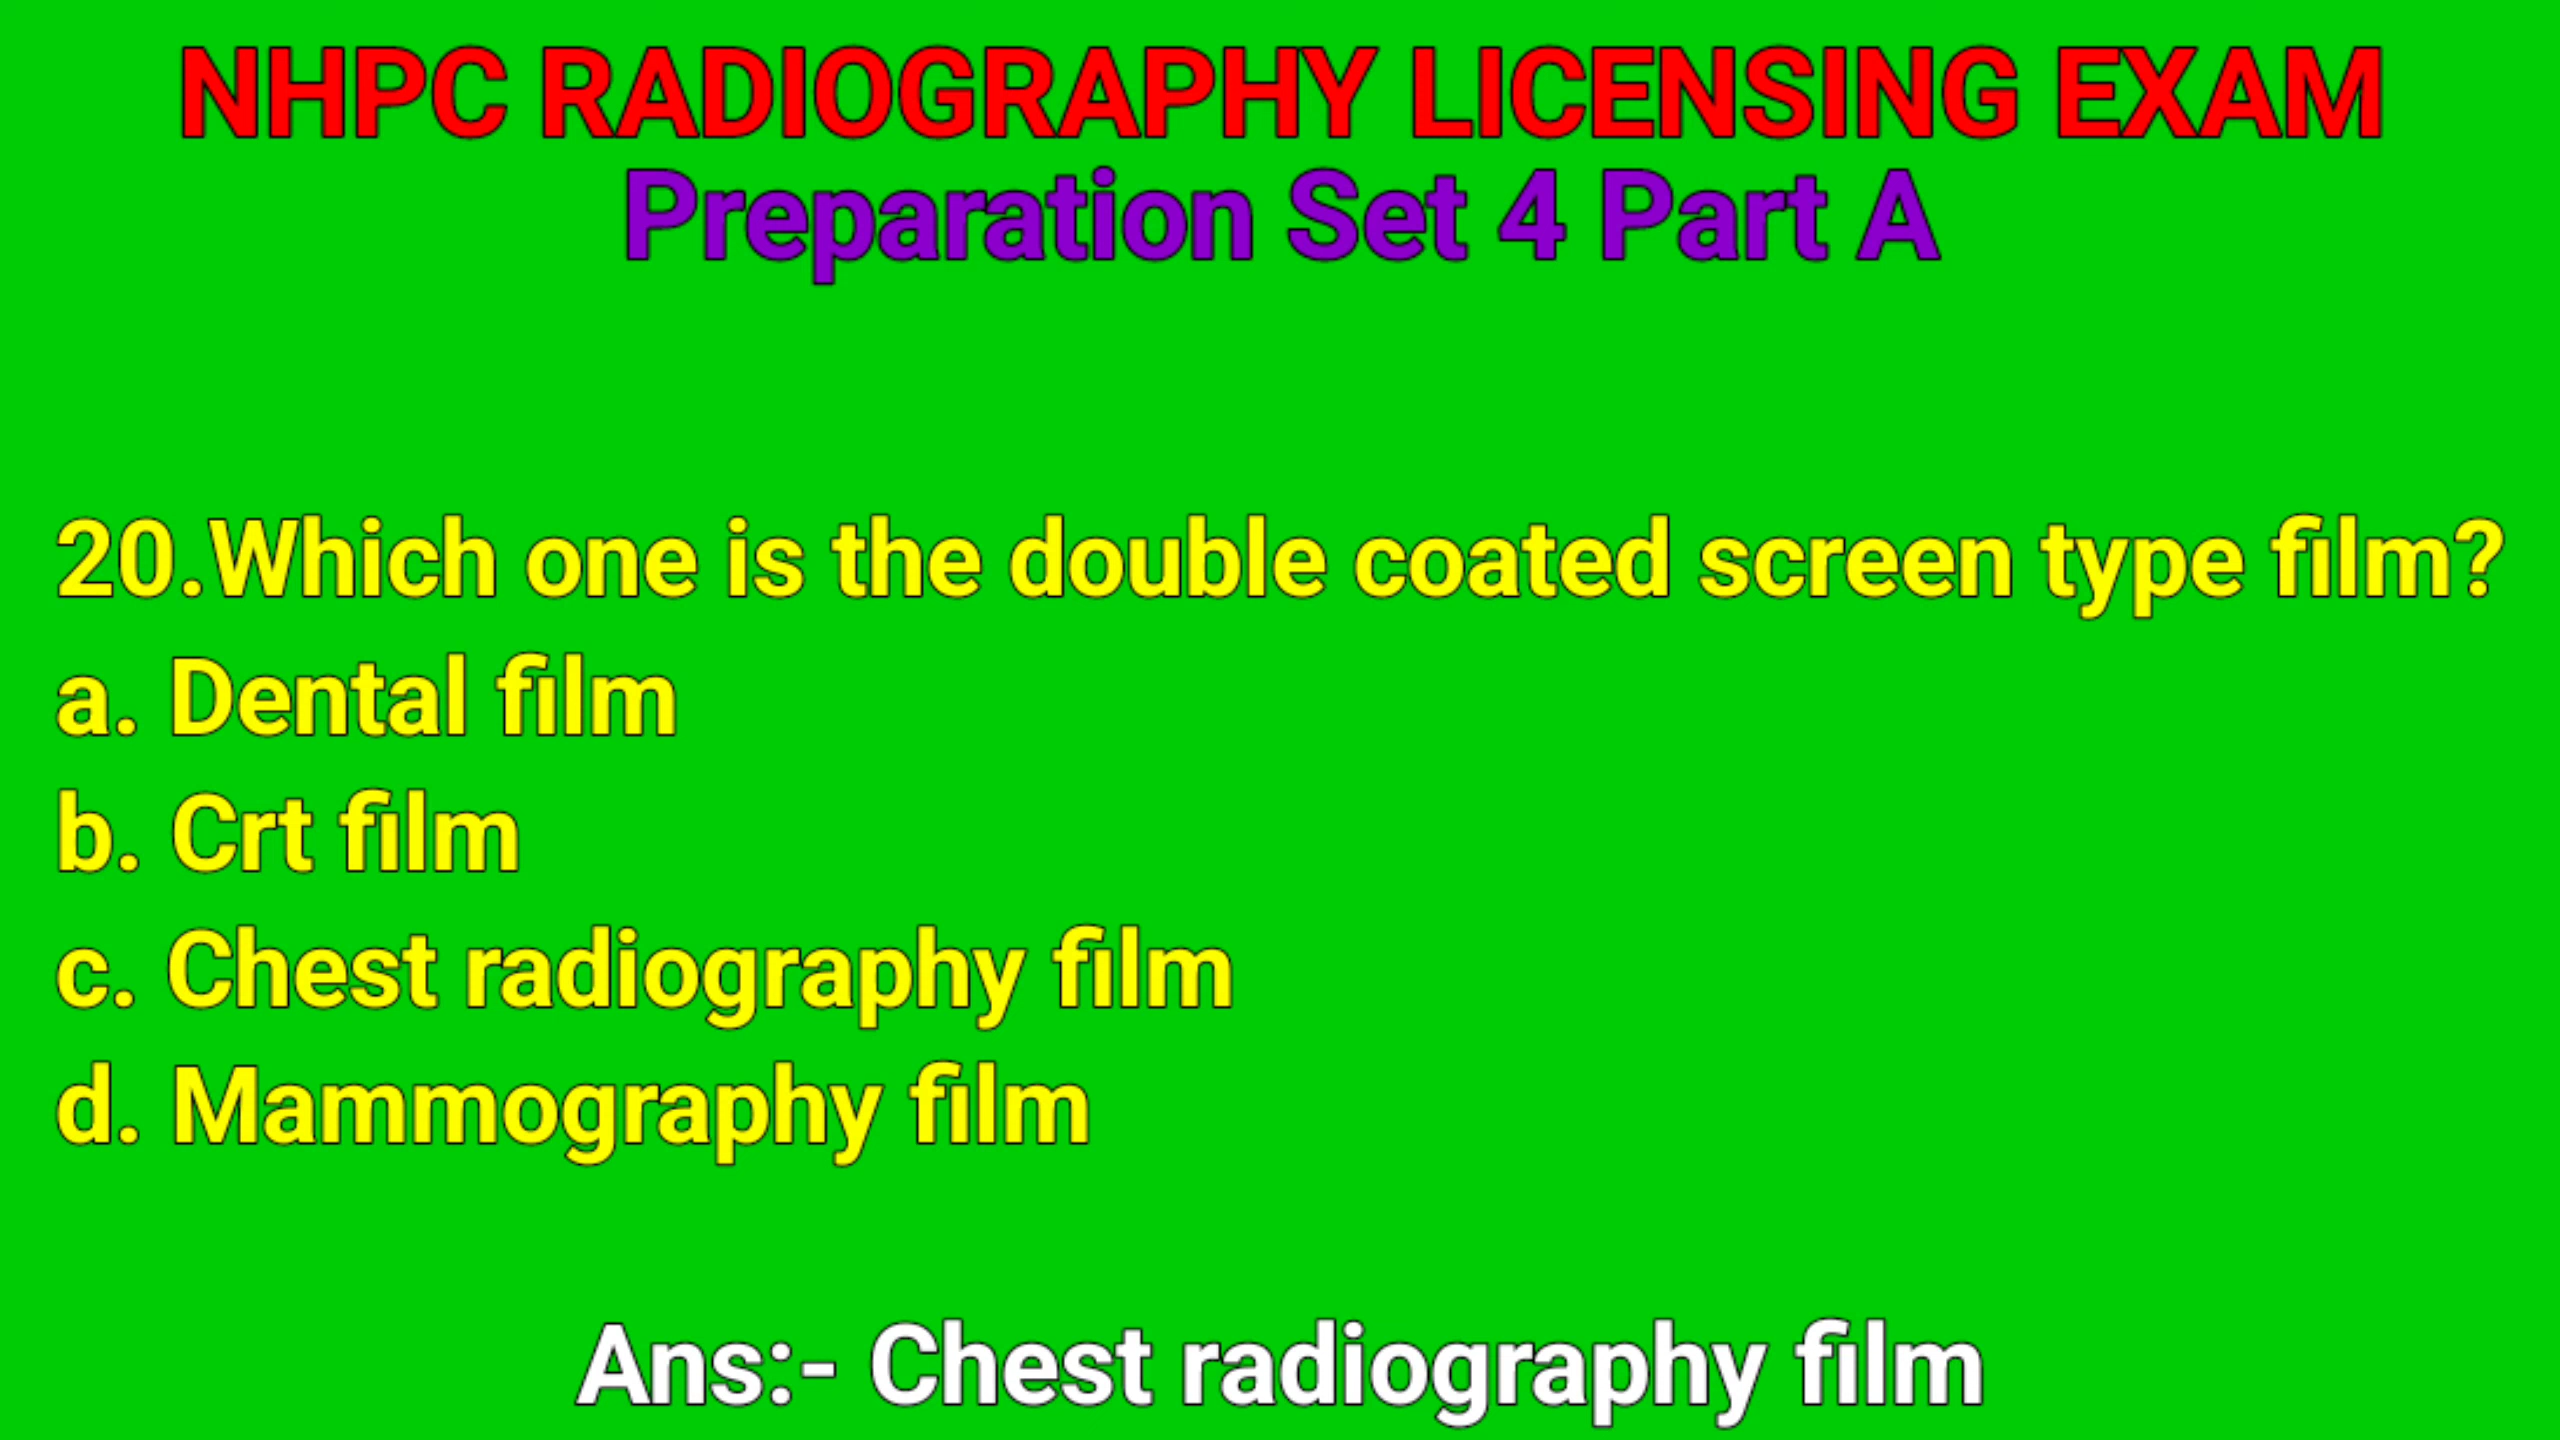 NHPC RADIOGRAPHY LICENSING EXAM
Preparation Set 4 Part A
20.Which one is the double coated screen type film?
a. Dental film
b. Crt film
c. Chest radiography film
d. Mammography film
Ans:- Chest radiography film